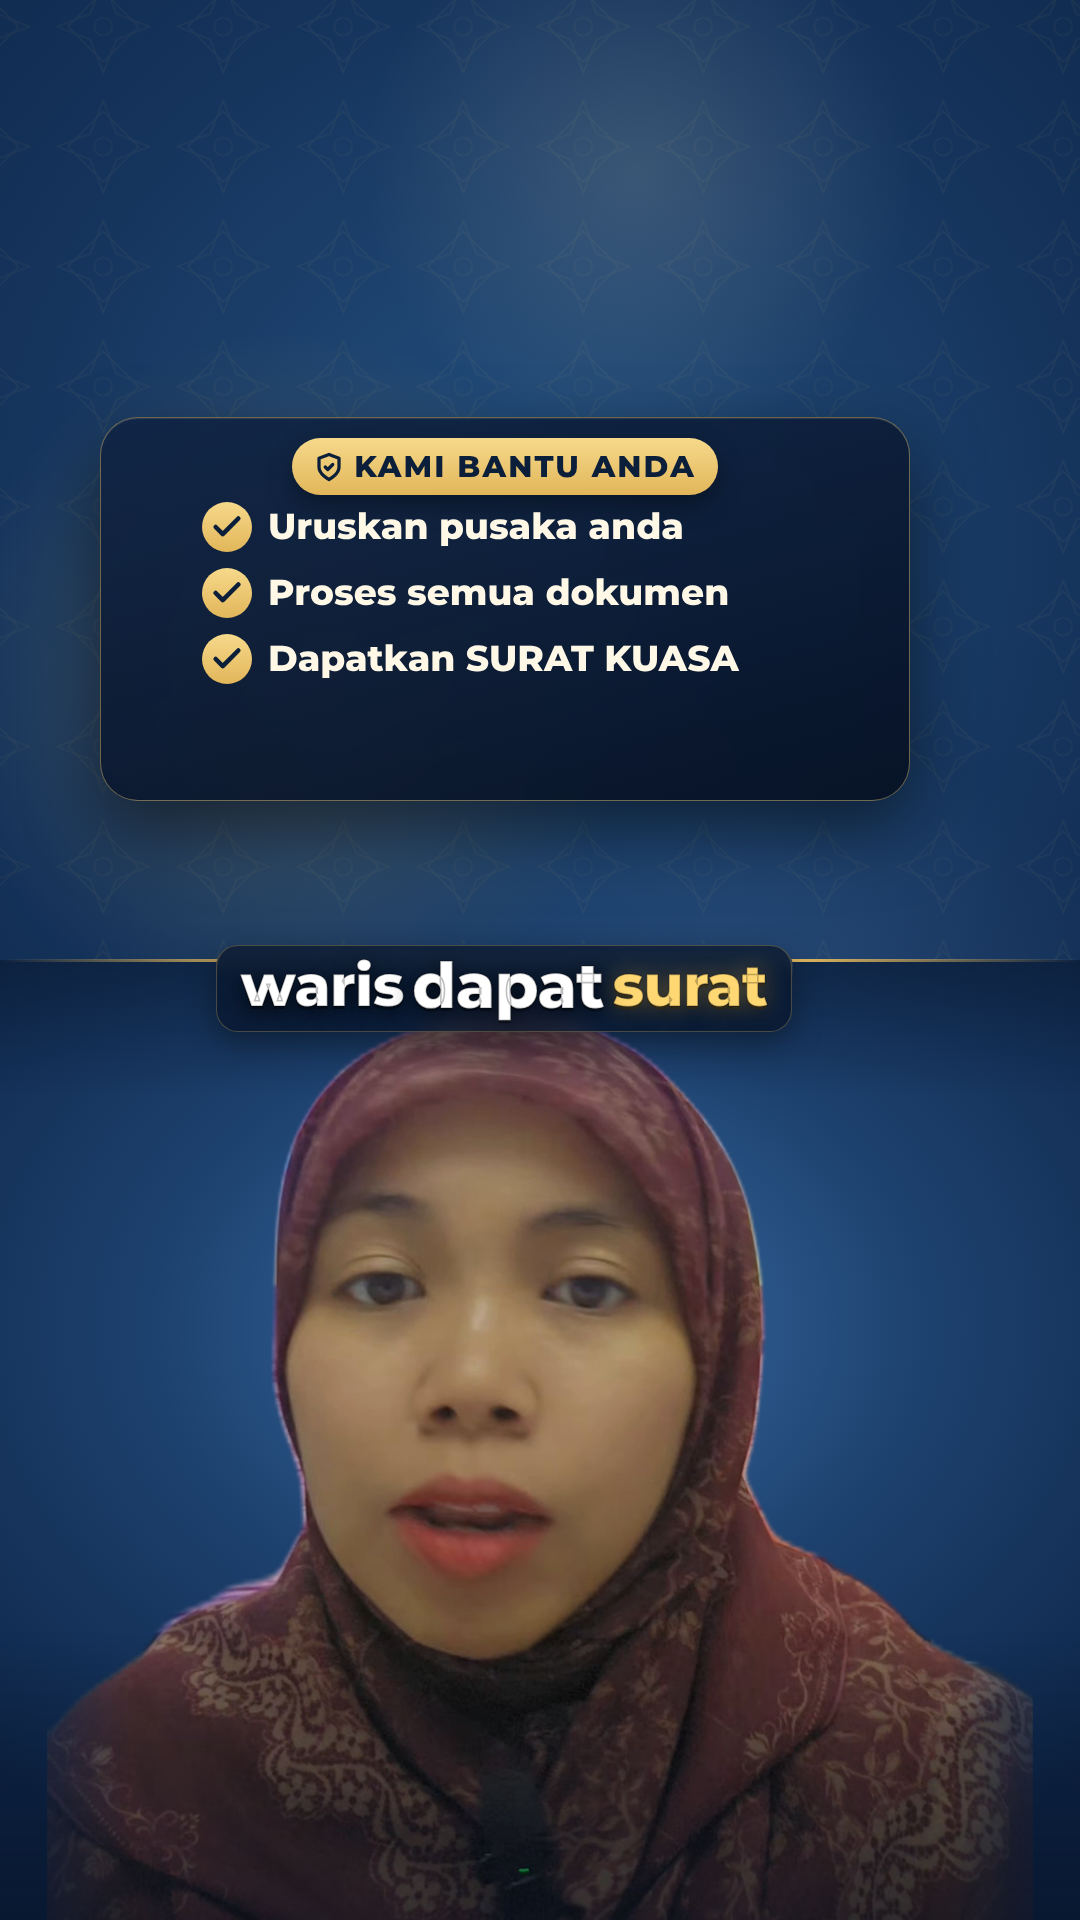 KAMI BANTU ANDA
Uruskan pusaka anda
Proses semua dokumen
Dapatkan SURAT KUASA
waris dapat surat